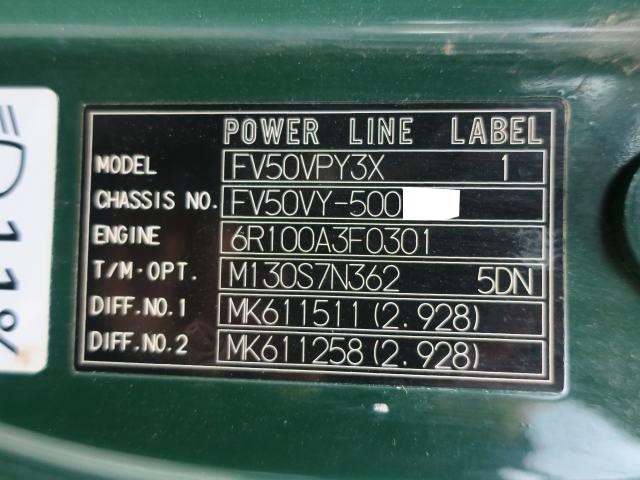 POWER LINE LABEL
MODEL FV50VPY3X 1
CHASSIS NO. FV50VY-500
ENGINE 6R100A3F0301
T/M·OPT. M130S7N362 5DN
DIFF.NO.1 MK611511(2.928)
DIFF.NO.2 MK611258(2.928)
11%